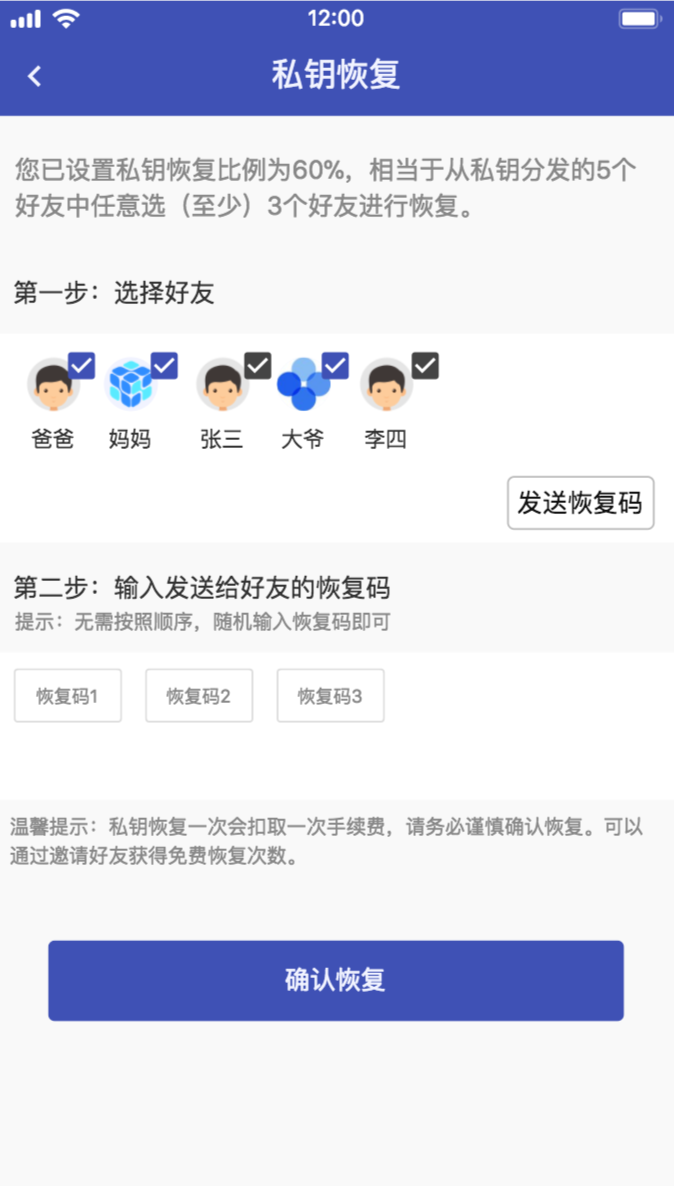 12:00
私钥恢复
您已设置私钥恢复比例为60%，相当于从私钥分发的5个
好友中任意选（至少）3个好友进行恢复。
第一步：选择好友
爸爸 妈妈 张三 大爷 李四
发送恢复码
第二步：输入发送给好友的恢复码
提示：无需按照顺序，随机输入恢复码即可
恢复码1 恢复码2 恢复码3
温馨提示：私钥恢复一次会扣取一次手续费，请务必谨慎确认恢复。可以
通过邀请好友获得免费恢复次数。
确认恢复